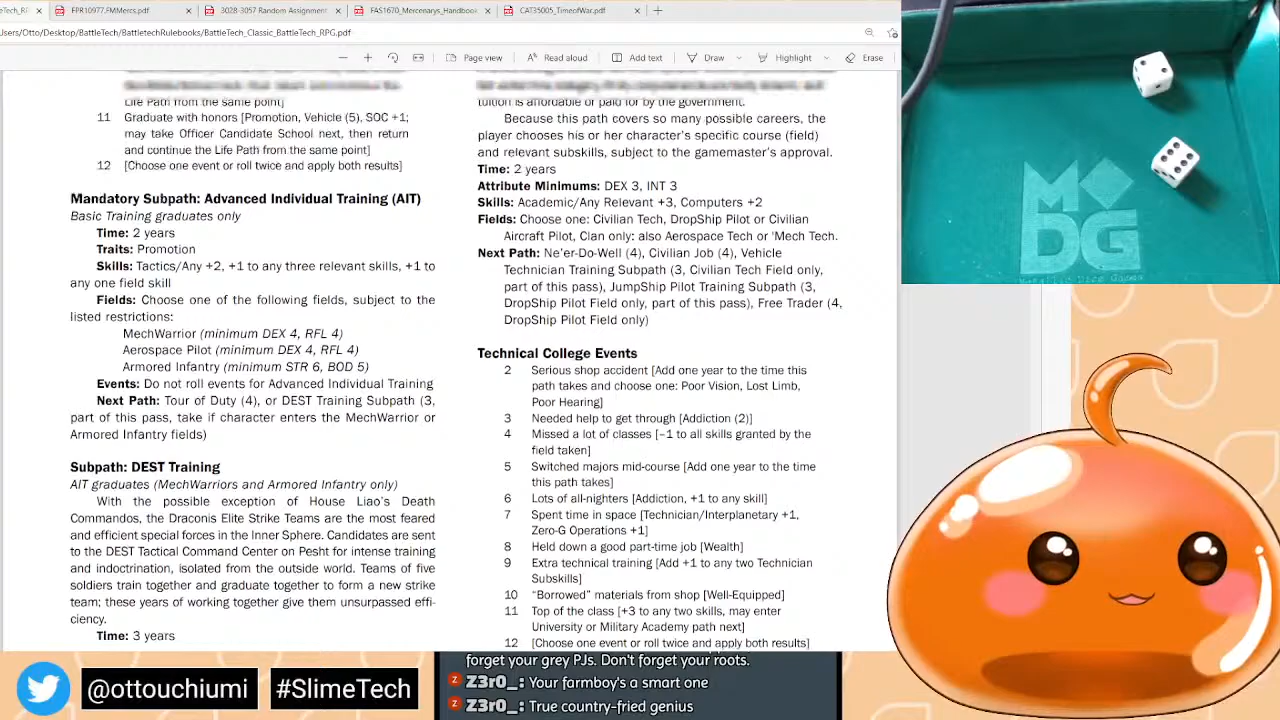 eTech_R
FPR10977.FMMercs.pdf
3028-3057 Random Assignment
FAS1670_Mercenarys_Handbook
CAT35005_TimeofWar.pdf
Users/Otto/Desktop/BattleTech/BattletechRulebooks/BattleTech_Classic_BattleTech_RPG.pdf
Page view
Read aloud
Add text
Draw
Highlight
Erase
Life Path from the same point]
11 Graduate with honors [Promotion, Vehicle (5), SOC +1;
may take Officer Candidate School next, then return
and continue the Life Path from the same point]
12 [Choose one event or roll twice and apply both results]
Mandatory Subpath: Advanced Individual Training (AIT)
Basic Training graduates only
Time: 2 years
Traits: Promotion
Skills: Tactics/Any +2, +1 to any three relevant skills, +1 to
any one field skill
Fields: Choose one of the following fields, subject to the
listed restrictions:
MechWarrior (minimum DEX 4, RFL 4)
Aerospace Pilot (minimum DEX 4, RFL 4)
Armored Infantry (minimum STR 6, BOD 5)
Events: Do not roll events for Advanced Individual Training
Next Path: Tour of Duty (4), or DEST Training Subpath (3,
part of this pass, take if character enters the MechWarrior or
Armored Infantry fields)
Subpath: DEST Training
AIT graduates (MechWarriors and Armored Infantry only)
With the possible exception of House Liao's Death
Commandos, the Draconis Elite Strike Teams are the most feared
and efficient special forces in the Inner Sphere. Candidates are sent
to the DEST Tactical Command Center on Pesht for intense training
and indoctrination, isolated from the outside world. Teams of five
soldiers train together and graduate together to form a new strike
team; these years of working together give them unsurpassed effi-
ciency.
Time: 3 years
tuition is affordable or paid for by the government.
Because this path covers so many possible careers, the
player chooses his or her character's specific course (field)
and relevant subskills, subject to the gamemaster's approval.
Time: 2 years
Attribute Minimums: DEX 3, INT 3
Skills: Academic/Any Relevant +3, Computers +2
Fields: Choose one: Civilian Tech, DropShip Pilot or Civilian
Aircraft Pilot, Clan only: also Aerospace Tech or 'Mech Tech.
Next Path: Ne'er-Do-Well (4), Civilian Job (4), Vehicle
Technician Training Subpath (3, Civilian Tech Field only,
part of this pass), JumpShip Pilot Training Subpath (3,
DropShip Pilot Field only, part of this pass), Free Trader (4,
DropShip Pilot Field only)
Technical College Events
2 Serious shop accident [Add one year to the time this
path takes and choose one: Poor Vision, Lost Limb,
Poor Hearing]
3 Needed help to get through [Addiction (2)]
4 Missed a lot of classes [–1 to all skills granted by the
field taken]
5 Switched majors mid-course [Add one year to the time
this path takes]
6 Lots of all-nighters [Addiction, +1 to any skill]
7 Spent time in space [Technician/Interplanetary +1,
Zero-G Operations +1]
8 Held down a good part-time job [Wealth]
9 Extra technical training [Add +1 to any two Technician
Subskills]
10 "Borrowed" materials from shop [Well-Equipped]
11 Top of the class [+3 to any two skills, may enter
University or Military Academy path next]
12 [Choose one event or roll twice and apply both results]
MDG
@ottouchiumi
#SlimeTech
forget your grey PJs. Don't forget your roots.
Z3r0_: Your farmboy's a smart one
Z3r0_: True country-fried genius